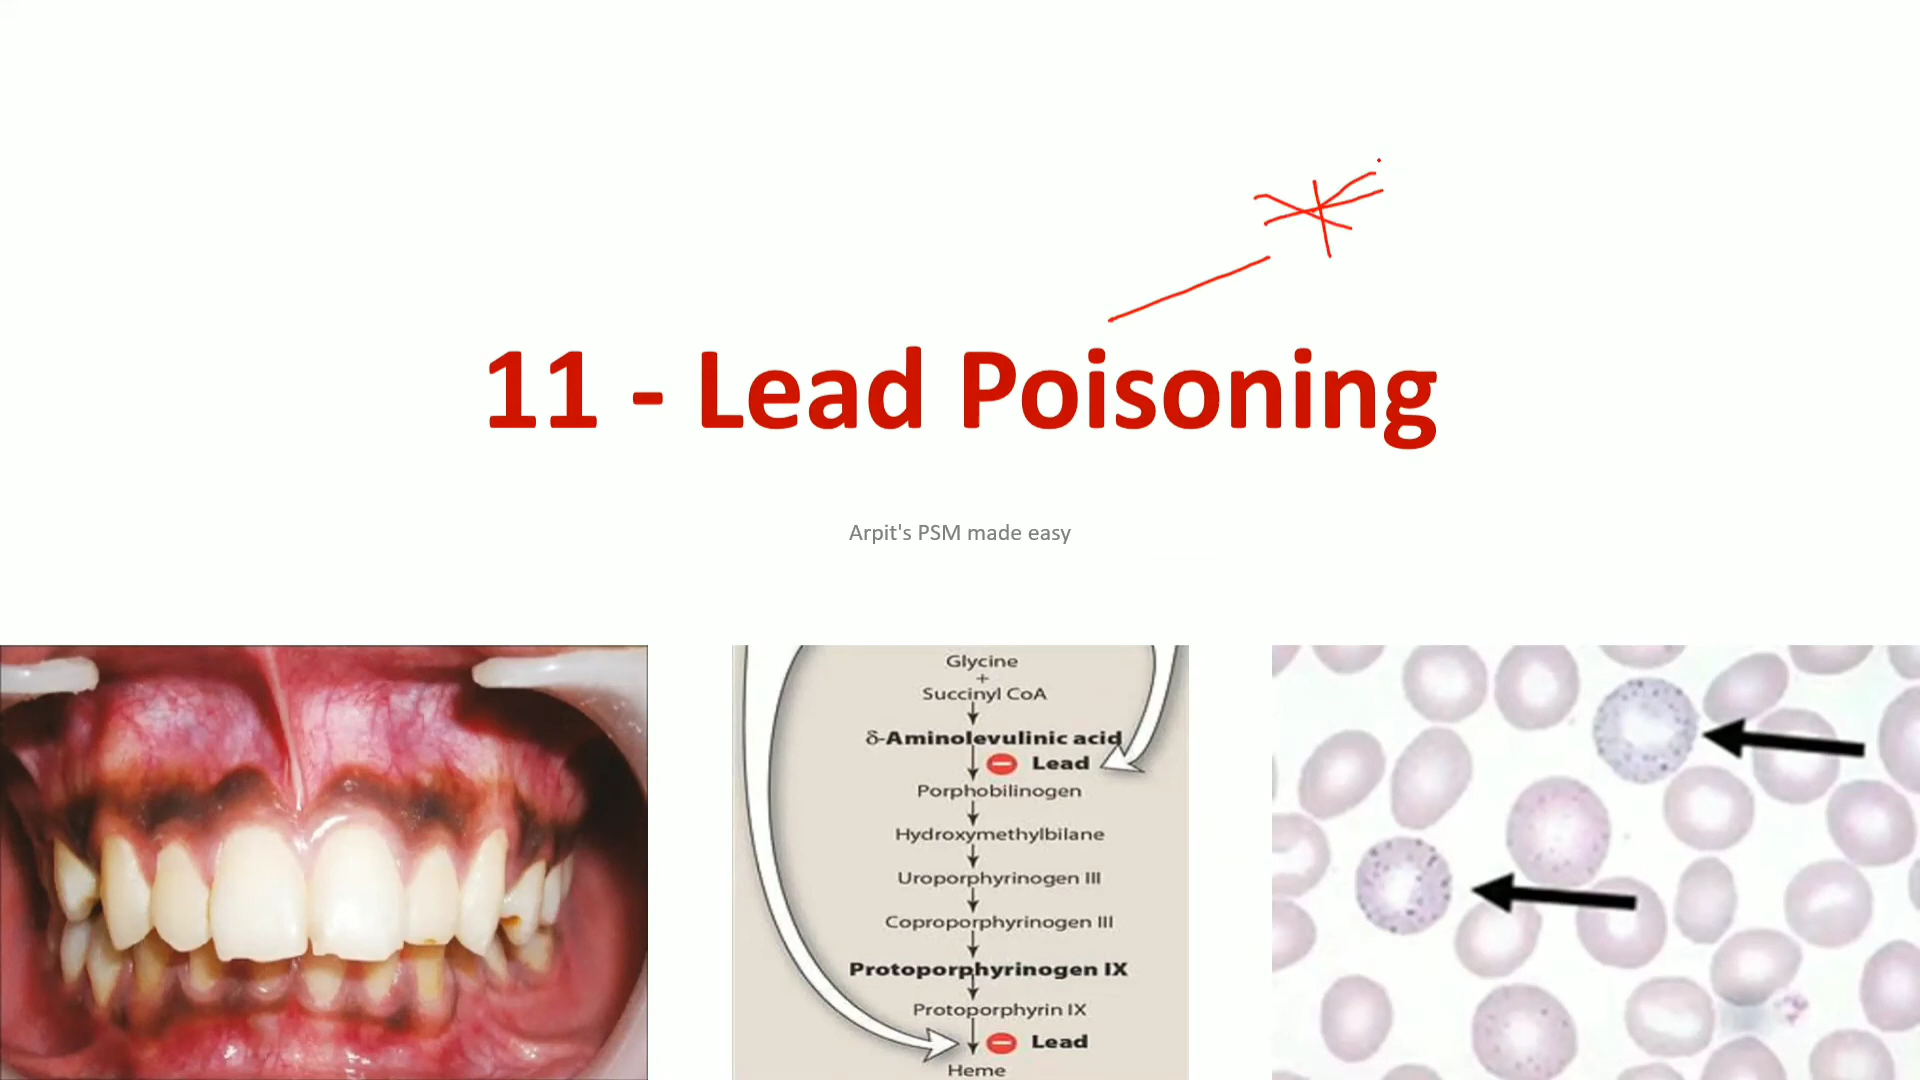 11 - Lead Poisoning
Arpit's PSM made easy
Glycine
+
Succinyl CoA
δ-Aminolevulinic acid
Lead
Porphobilinogen
Hydroxymethylbilane
Uroporphyrinogen III
Coproporphyrinogen III
Protoporphyrinogen IX
Protoporphyrin IX
Lead
Heme